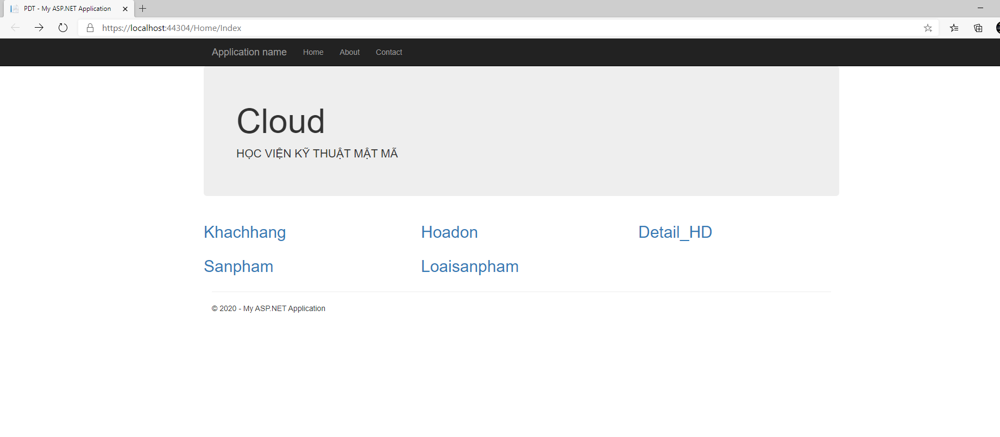 PDT - My ASP.NET Application
https://localhost:44304/Home/Index
Application name Home About Contact
Cloud
HỌC VIỆN KỸ THUẬT MẬT MÃ
Khachhang Hoadon Detail_HD
Sanpham Loaisanpham
© 2020 - My ASP.NET Application